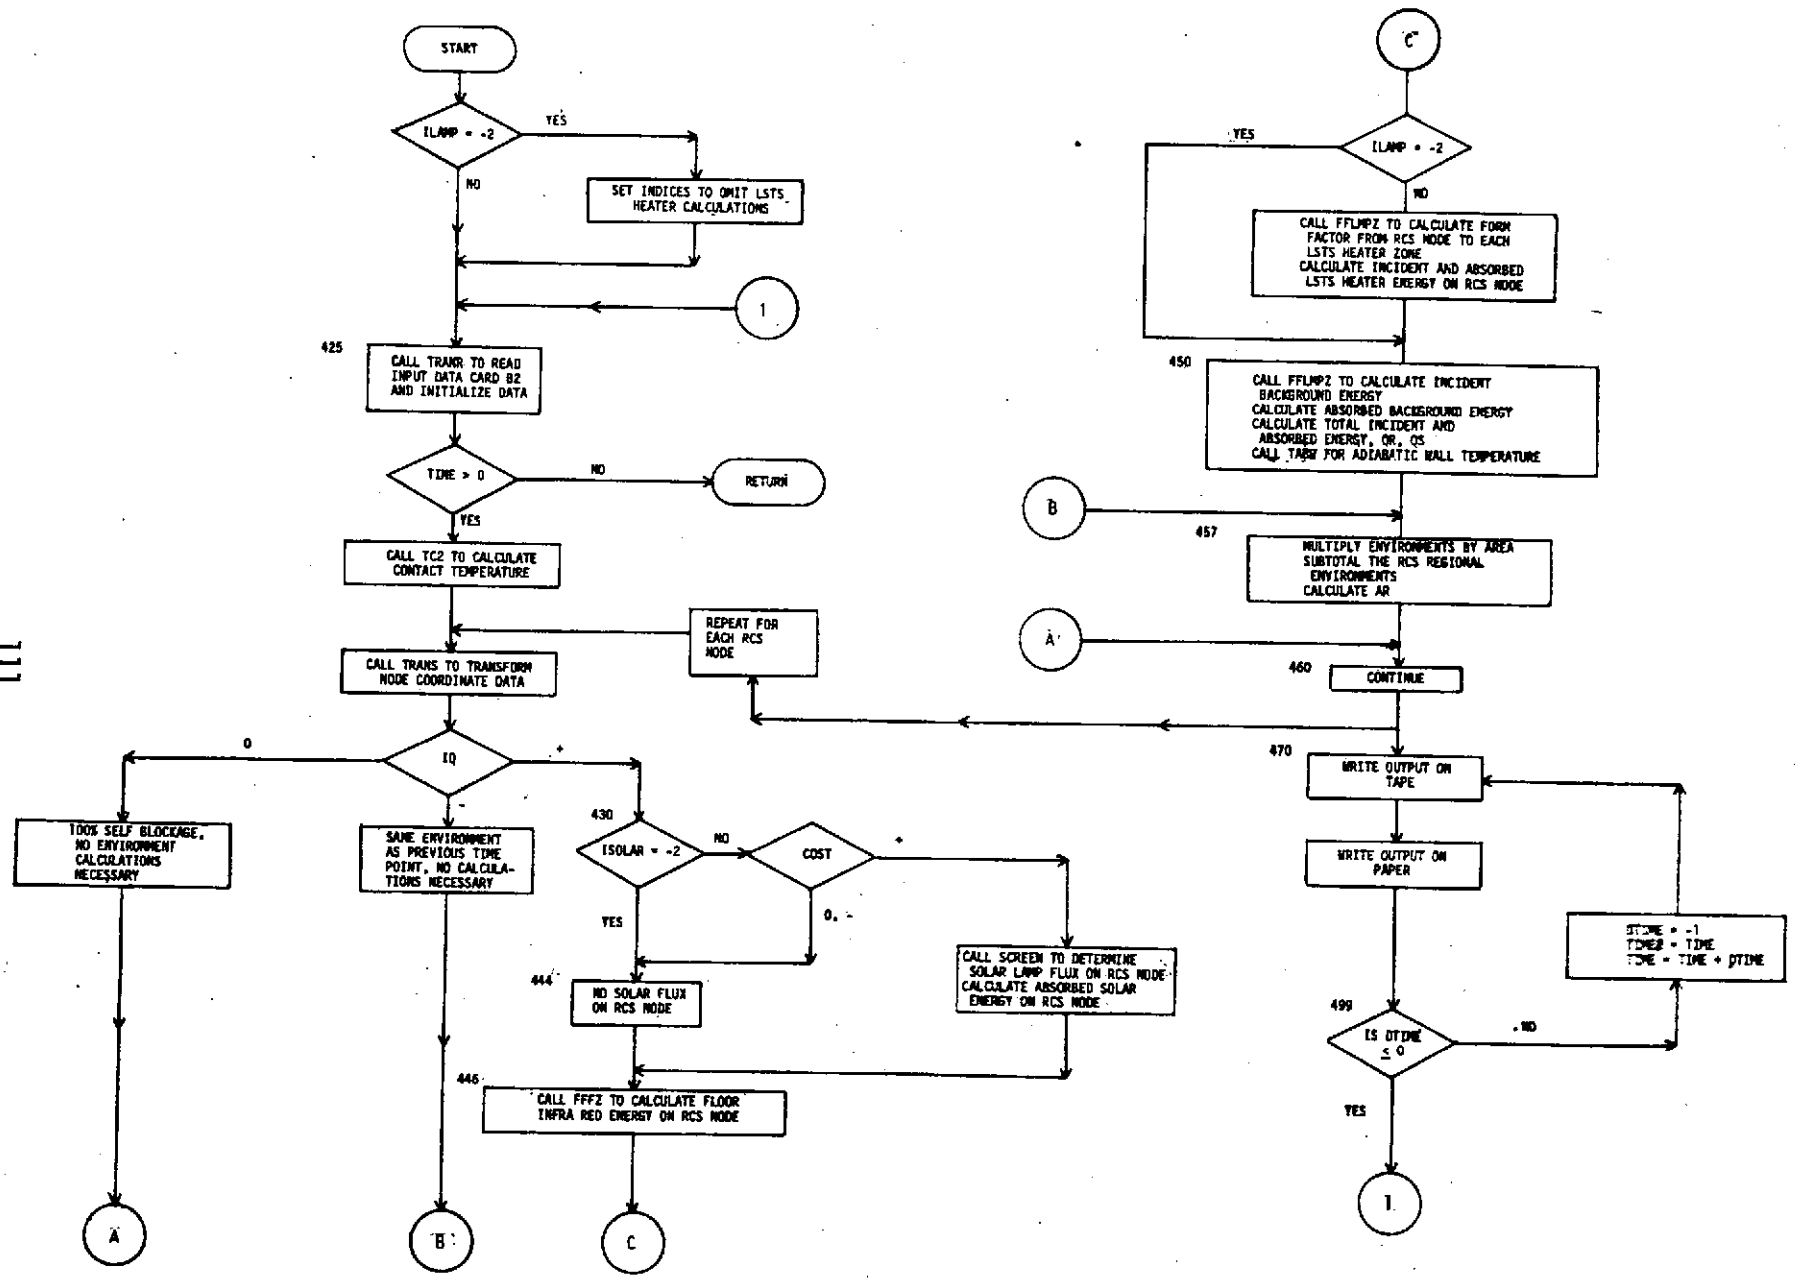 START
ILAMP = -2
YES
NO
SET INDICES TO OMIT LSTS
HEATER CALCULATIONS
1
425
CALL TRANR TO READ
INPUT DATA CARD B2
AND INITIALIZE DATA
TIME > 0
NO
RETURN
YES
CALL TC2 TO CALCULATE
CONTACT TEMPERATURE
REPEAT FOR
EACH RCS
NODE
CALL TRANS TO TRANSFORM
NODE COORDINATE DATA
IQ
0
+
-
100% SELF BLOCKAGE,
NO ENVIRONMENT
CALCULATIONS
NECESSARY
SAME ENVIRONMENT
AS PREVIOUS TIME
POINT, NO CALCULA-
TIONS NECESSARY
430
ISOLAR = -2
NO
COST
+
YES
0, -
CALL SCREEN TO DETERMINE
SOLAR LAMP FLUX ON RCS NODE
CALCULATE ABSORBED SOLAR
ENERGY ON RCS NODE
444
NO SOLAR FLUX
ON RCS NODE
446
CALL FFFZ TO CALCULATE FLOOR
INFRA RED ENERGY ON RCS NODE
A
B
C
C
ILAMP = -2
YES
NO
CALL FFLMPZ TO CALCULATE FORM
FACTOR FROM RCS NODE TO EACH
LSTS HEATER ZONE
CALCULATE INCIDENT AND ABSORBED
LSTS HEATER ENERGY ON RCS NODE
450
CALL FFLMPZ TO CALCULATE INCIDENT
BACKGROUND ENERGY
CALCULATE ABSORBED BACKGROUND ENERGY
CALCULATE TOTAL INCIDENT AND
ABSORBED ENERGY, QR, QS
CALL FOR ADIABATIC WALL TEMPERATURE
B
457
MULTIPLY ENVIRONMENTS BY AREA
SUBTOTAL THE RCS REGIONAL
ENVIRONMENTS
CALCULATE AR
A
460
CONTINUE
470
WRITE OUTPUT ON
TAPE
WRITE OUTPUT ON
PAPER
DTIME = -1
= TIME
TIME = TIME + DTIME
499
IS DTIME
≤ 0
NO
YES
1